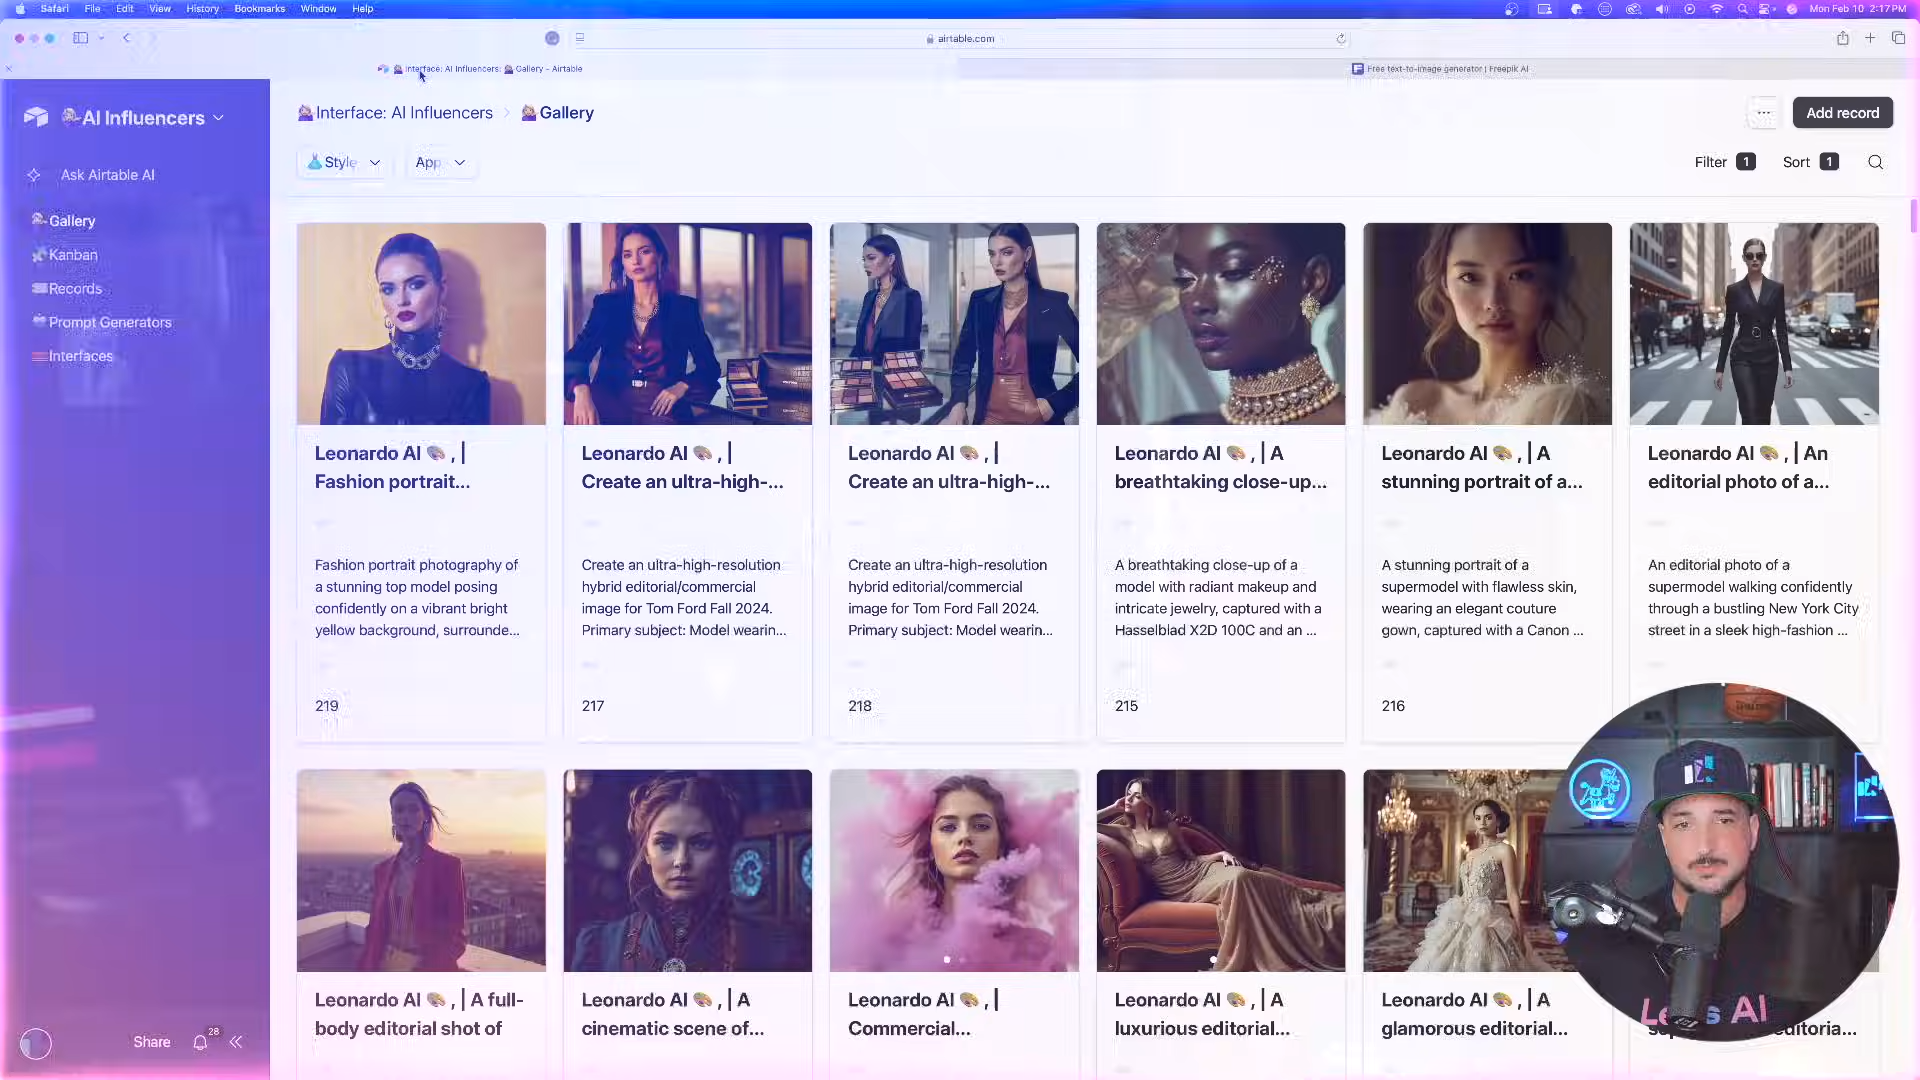 Safari File Edit View History Bookmarks Window Help
Mon Feb 10 2:17 PM
airtable.com
Interface: AI Influencers: Gallery - Airtable
Free text-to-image generator | Freepik AI
AI Influencers
Ask Airtable AI
Gallery
Kanban
Records
Prompt Generators
Interfaces
Share
28
Interface: AI Influencers > Gallery
Add record
Style
App
Filter 1
Sort 1
Leonardo AI , |
Fashion portrait...
Fashion portrait photography of
a stunning top model posing
confidently on a vibrant bright
yellow background, surrounde...
219
Leonardo AI , |
Create an ultra-high-...
Create an ultra-high-resolution
hybrid editorial/commercial
image for Tom Ford Fall 2024.
Primary subject: Model wearin...
217
Leonardo AI , |
Create an ultra-high-...
Create an ultra-high-resolution
hybrid editorial/commercial
image for Tom Ford Fall 2024.
Primary subject: Model wearin...
218
Leonardo AI , | A
breathtaking close-up...
A breathtaking close-up of a
model with radiant makeup and
intricate jewelry, captured with a
Hasselblad X2D 100C and an ...
215
Leonardo AI , | A
stunning portrait of a...
A stunning portrait of a
supermodel with flawless skin,
wearing an elegant couture
gown, captured with a Canon ...
216
Leonardo AI , | An
editorial photo of a...
An editorial photo of a
supermodel walking confidently
through a bustling New York City
street in a sleek high-fashion ...
Leonardo AI , | A full-
body editorial shot of
Leonardo AI , | A
cinematic scene of...
Leonardo AI , |
Commercial...
Leonardo AI , | A
luxurious editorial...
Leonardo AI , | A
glamorous editorial...
AI